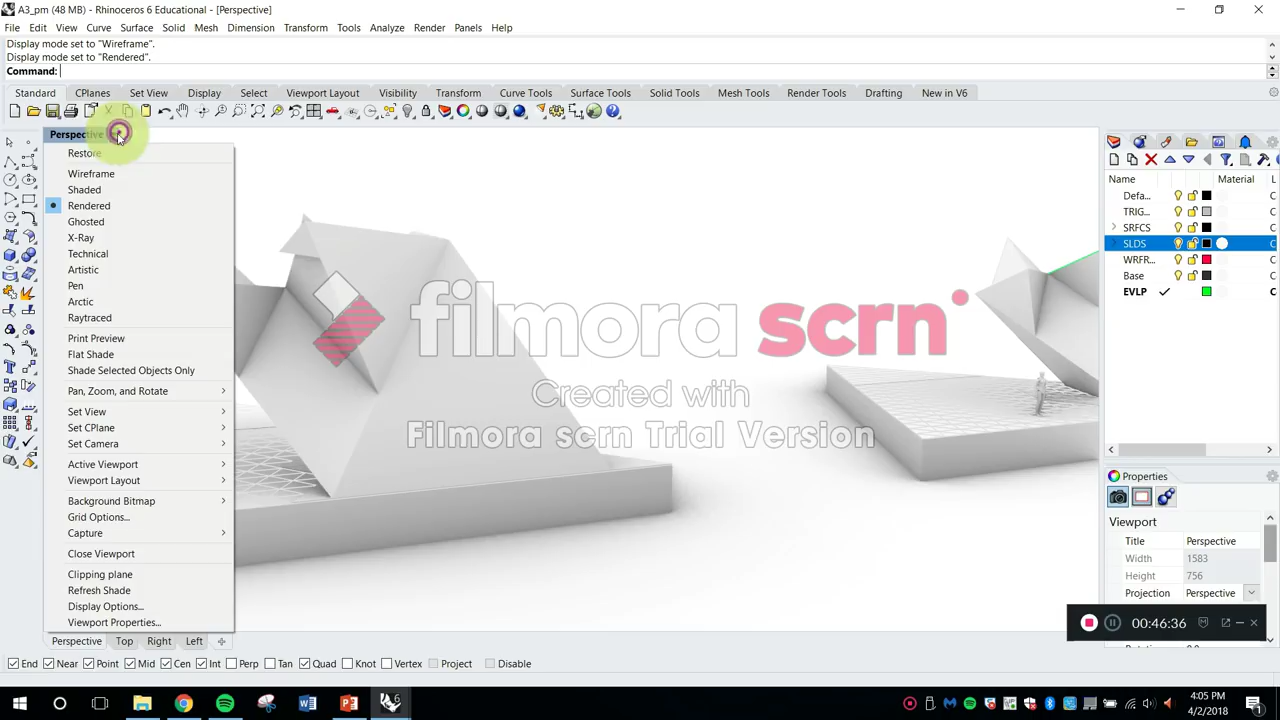 A3_pm (48 MB) - Rhinoceros 6 Educational - [Perspective]
File Edit View Curve Surface Solid Mesh Dimension Transform Tools Analyze Render Panels Help
Display mode set to "Wireframe".
Display mode set to "Rendered".
Command:
Standard CPlanes Set View Display Select Viewport Layout Visibility Transform Curve Tools Surface Tools Solid Tools Mesh Tools Render Tools Drafting New in V6
Perspective
Restore
Wireframe
Shaded
Rendered
Ghosted
X-Ray
Technical
Artistic
Pen
Arctic
Raytraced
Print Preview
Flat Shade
Shade Selected Objects Only
Pan, Zoom, and Rotate
Set View
Set CPlane
Set Camera
Active Viewport
Viewport Layout
Background Bitmap
Grid Options...
Capture
Close Viewport
Clipping plane
Refresh Shade
Display Options...
Viewport Properties...
filmora scrn
Created with
Filmora scrn Trial Version
Name Material L
Defa... C
TRIG... C
SRFCS C
SLDS C
WRFR... C
Base C
EVLP C
Properties
Viewport
Title Perspective
Width 1583
Height 756
Projection Perspective
00:46:36
Perspective Top Right Left
End Near Point Mid Cen Int Perp Tan Quad Knot Vertex Project Disable
4:05 PM
4/2/2018